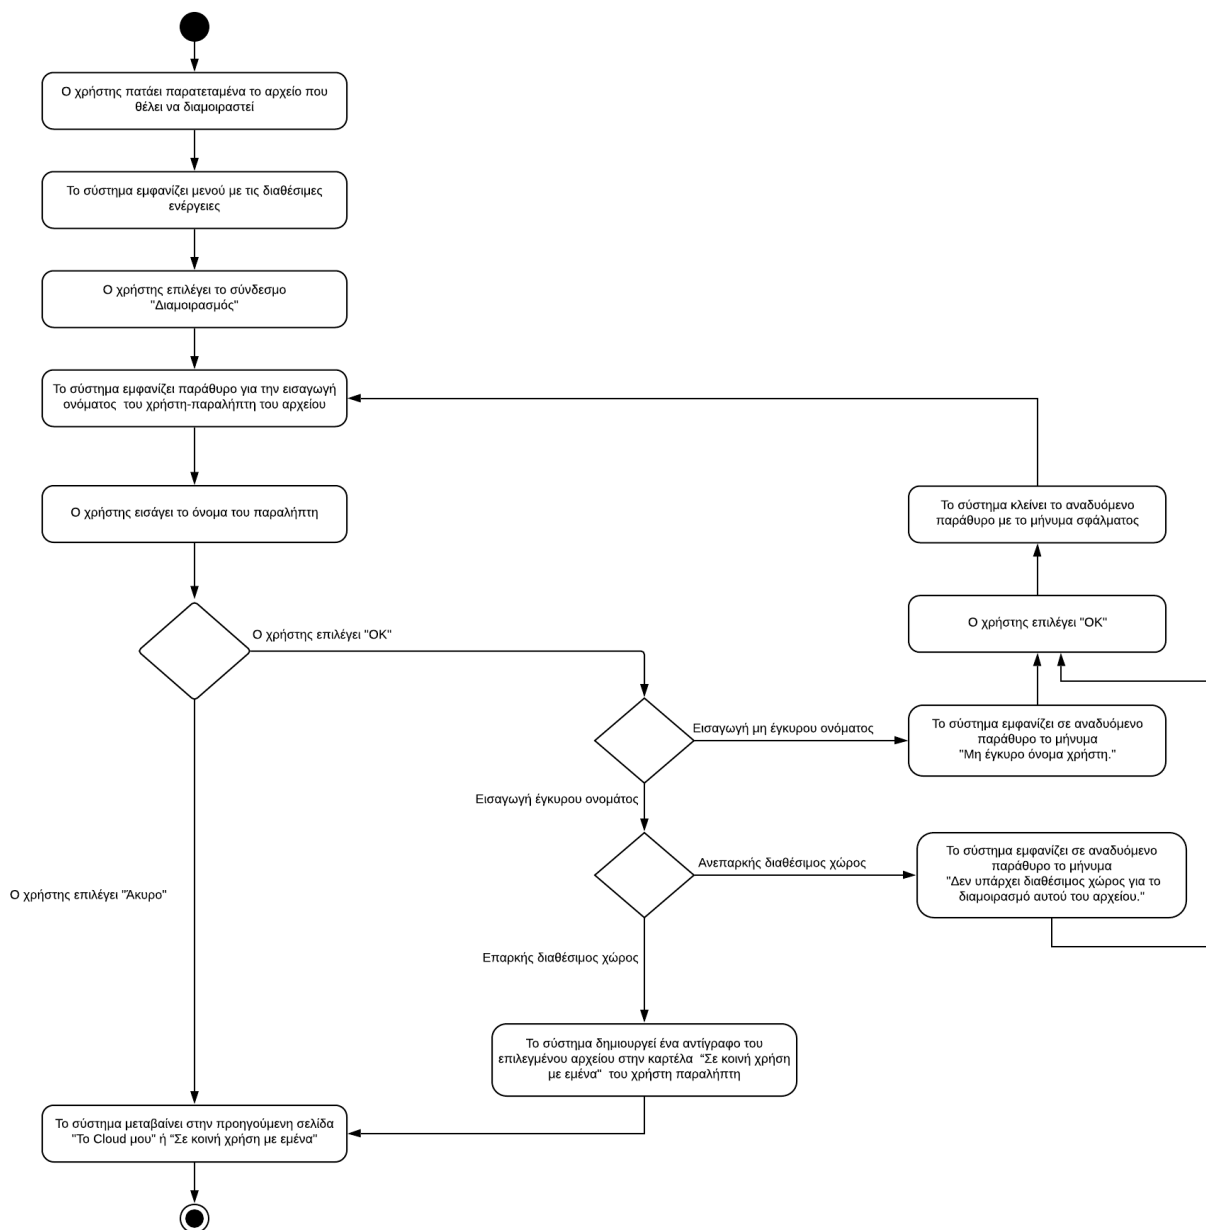 Ο χρήστης πατάει παρατεταμένα το αρχείο που
θέλει να διαμοιραστεί
Το σύστημα εμφανίζει μενού με τις διαθέσιμες
ενέργειες
Ο χρήστης επιλέγει το σύνδεσμο
"Διαμοιρασμός"
Το σύστημα εμφανίζει παράθυρο για την εισαγωγή
ονόματος του χρήστη-παραλήπτη του αρχείου
Ο χρήστης εισάγει το όνομα του παραλήπτη
Το σύστημα κλείνει το αναδυόμενο
παράθυρο με το μήνυμα σφάλματος
Ο χρήστης επιλέγει "ΟΚ"
Ο χρήστης επιλέγει "ΟΚ"
Εισαγωγή μη έγκυρου ονόματος
Το σύστημα εμφανίζει σε αναδυόμενο
παράθυρο το μήνυμα
"Μη έγκυρο όνομα χρήστη."
Εισαγωγή έγκυρου ονομάτος
Ανεπαρκής διαθέσιμος χώρος
Το σύστημα εμφανίζει σε αναδυόμενο
παράθυρο το μήνυμα
"Δεν υπάρχει διαθέσιμος χώρος για το
διαμοιρασμό αυτού του αρχείου."
Ο χρήστης επιλέγει "Άκυρο"
Επαρκής διαθέσιμος χώρος
Το σύστημα δημιουργεί ένα αντίγραφο του
επιλεγμένου αρχείου στην καρτέλα “Σε κοινή χρήση
με εμένα" του χρήστη παραλήπτη
Το σύστημα μεταβαίνει στην προηγούμενη σελίδα
"Το Cloud μου" ή “Σε κοινή χρήση με εμένα"